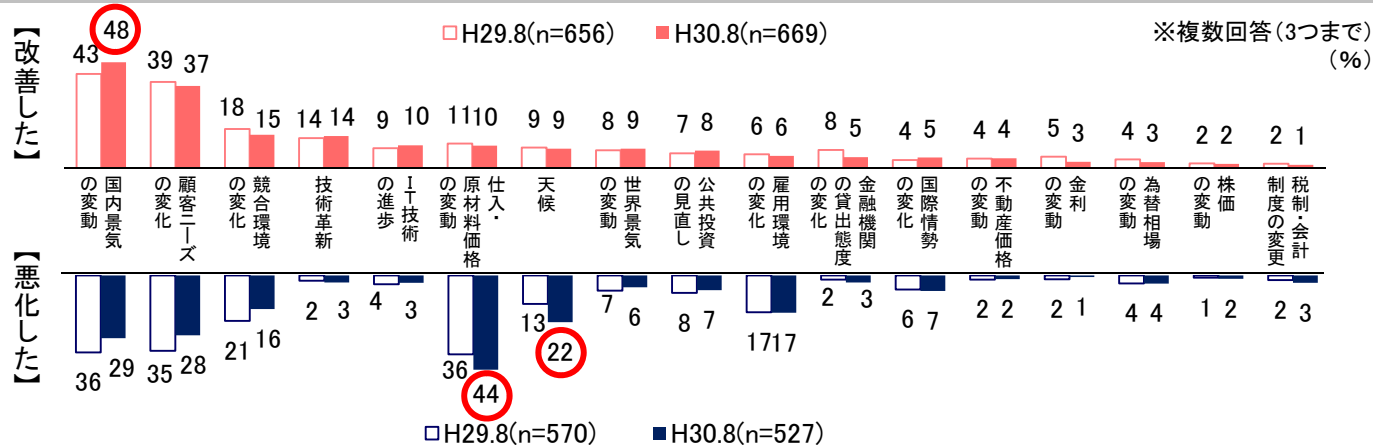 【改善した】
□H29.8(n=656) ■H30.8(n=669)
※複数回答(3つまで)
(%)
43 48 39 37 18 15 14 14 9 10 11 10 9 9 8 9 7 8 6 6 8 5 4 5 4 4 5 3 4 3 2 2 2 1
国内景気
の変動
顧客ニーズ
の変化
競合環境
の変化
技術革新
IT技術
の進歩
仕入・
原材料価格
の変動
天候
世界景気
の変動
公共投資
の見直し
雇用環境
の変化
金融機関
の貸出態度
の変化
国際情勢
の変化
不動産価格
の変動
金利
の変動
為替相場
の変動
株価
の変動
税制・会計
制度の変更
【悪化した】
36 29 35 28 21 16 2 3 4 3 36 44 13 22 7 6 8 7 17 17 2 3 6 7 2 2 2 1 4 4 1 2 2 3
□H29.8(n=570) ■H30.8(n=527)